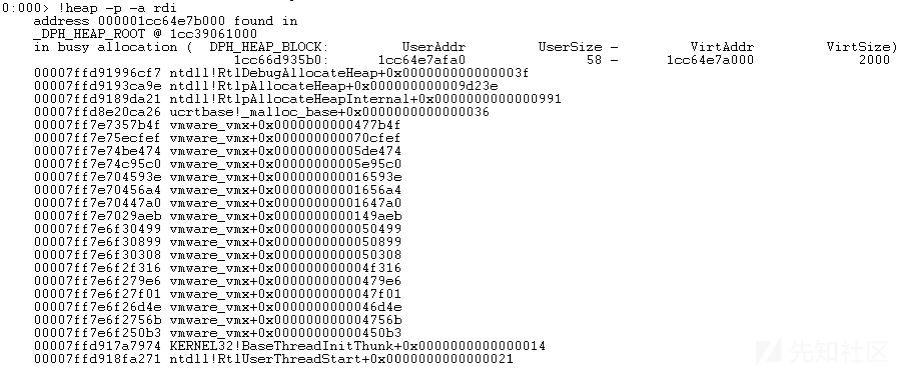 0:000> !heap -p -a rdi
address 000001cc64e7b000 found in
_DPH_HEAP_ROOT @ 1cc39061000
in busy allocation ( DPH_HEAP_BLOCK: UserAddr UserSize - VirtAddr VirtSize)
1cc66d935b0: 1cc64e7afa0 58 - 1cc64e7a000 2000
00007ffd91996cf7 ntdll!RtlDebugAllocateHeap+0x000000000000003f
00007ffd9193ca9e ntdll!RtlpAllocateHeap+0x000000000009d23e
00007ffd9189da21 ntdll!RtlpAllocateHeapInternal+0x0000000000000991
00007ffd8e20ca26 ucrtbase!_malloc_base+0x0000000000000036
00007ff7e7357b4f vmware_vmx+0x0000000000477b4f
00007ff7e75ecfef vmware_vmx+0x000000000070cfef
00007ff7e74be474 vmware_vmx+0x00000000005de474
00007ff7e74c95c0 vmware_vmx+0x00000000005e95c0
00007ff7e704593e vmware_vmx+0x000000000016593e
00007ff7e70456a4 vmware_vmx+0x00000000001656a4
00007ff7e70447a0 vmware_vmx+0x00000000001647a0
00007ff7e7029aeb vmware_vmx+0x0000000000149aeb
00007ff7e6f30499 vmware_vmx+0x0000000000050499
00007ff7e6f30899 vmware_vmx+0x0000000000050899
00007ff7e6f30308 vmware_vmx+0x0000000000050308
00007ff7e6f2f316 vmware_vmx+0x000000000004f316
00007ff7e6f279e6 vmware_vmx+0x00000000000479e6
00007ff7e6f27f01 vmware_vmx+0x0000000000047f01
00007ff7e6f26d4e vmware_vmx+0x0000000000046d4e
00007ff7e6f2756b vmware_vmx+0x000000000004756b
00007ff7e6f250b3 vmware_vmx+0x00000000000450b3
00007ffd917a7974 KERNEL32!BaseThreadInitThunk+0x0000000000000014
00007ffd918fa271 ntdll!RtlUserThreadStart+0x0000000000000021
先知社区